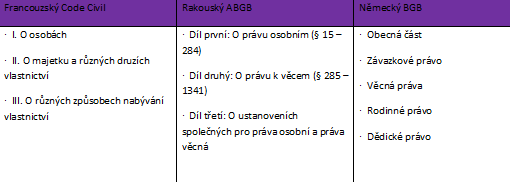 Francouzský Code Civil
· I. O osobách
· II. O majetku a různých druzích
vlastnictví
· III. O různých způsobech nabývání
vlastnictví
Rakouský ABGB
· Díl první: O právu osobním (§ 15 –
284)
· Díl druhý: O právu k věcem (§ 285 –
1341)
· Díl třetí: O ustanoveních
společných pro práva osobní a práva
věcná
Německý BGB
· Obecná část
· Závazkové právo
· Věcná práva
· Rodinné právo
· Dědické právo